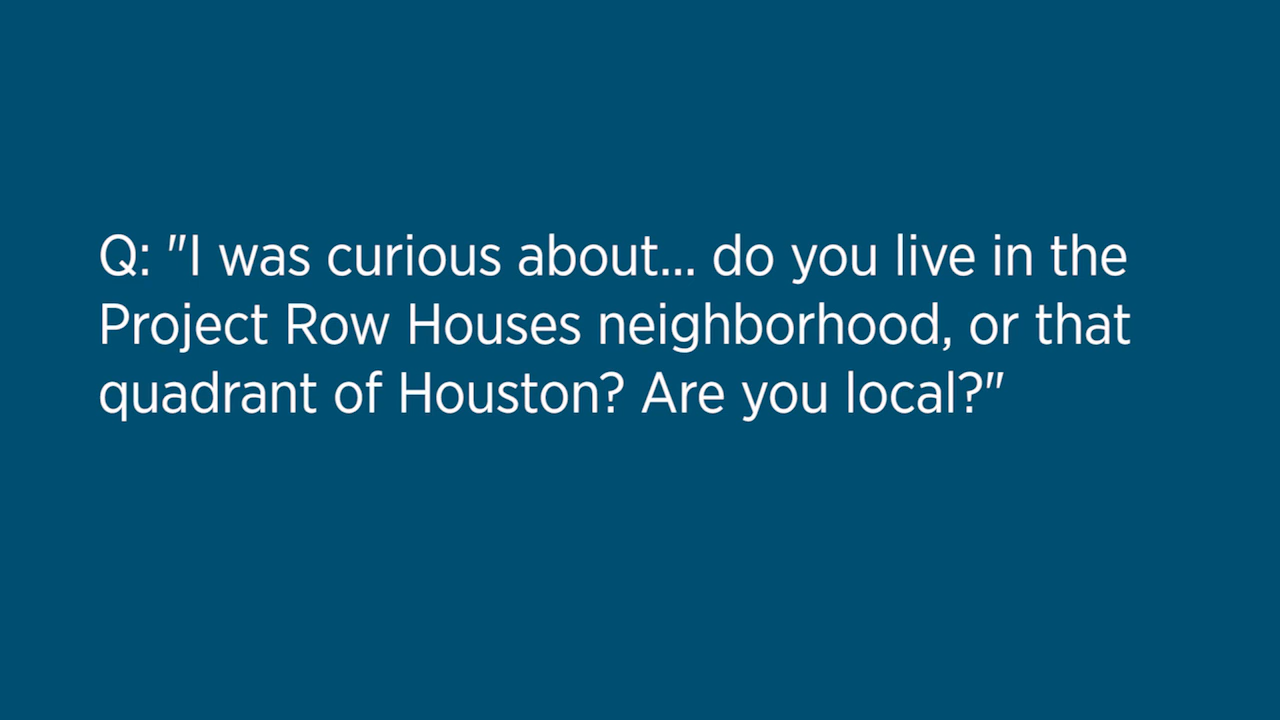 Q: "I was curious about... do you live in the
Project Row Houses neighborhood, or that
quadrant of Houston? Are you local?"